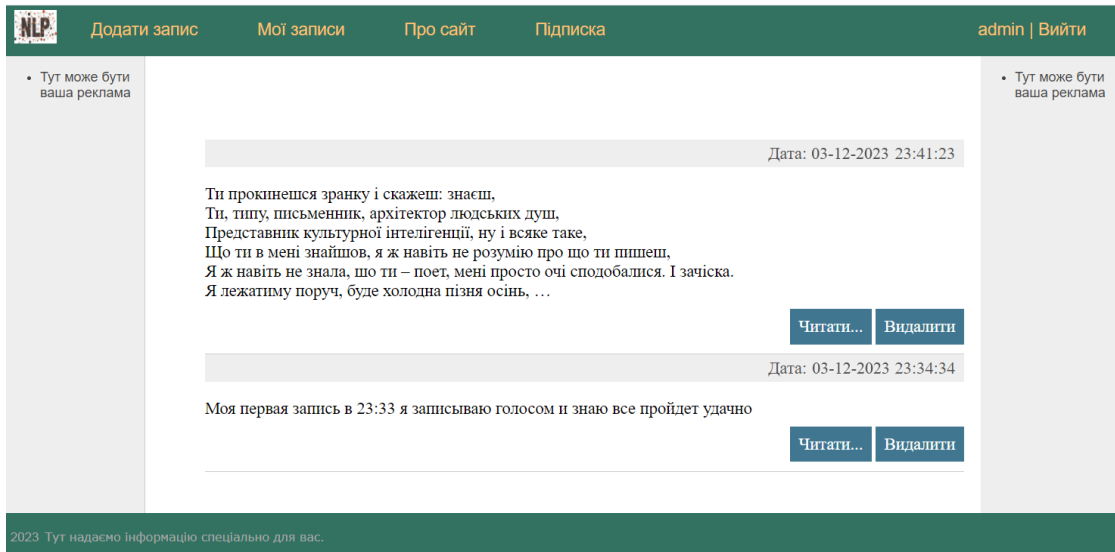 NLP
Додати запис Мої записи Про сайт Підписка admin | Вийти
• Тут може бути
ваша реклама
Дата: 03-12-2023 23:41:23
Ти прокинешся зранку і скажеш: знаєш,
Ти, типу, письменник, архітектор людських душ,
Представник культурної інтелігенції, ну і всяке таке,
Що ти в мені знайшов, я ж навіть не розумію про що ти пишеш,
Я ж навіть не знала, шо ти – поет, мені просто очі сподобалися. І зачіска.
Я лежатиму поруч, буде холодна пізня осінь, …
Читати... Видалити
Дата: 03-12-2023 23:34:34
Моя первая запись в 23:33 я записываю голосом и знаю все пройдет удачно
Читати... Видалити
• Тут може бути
ваша реклама
2023 Тут надаємо інформацію спеціально для вас.